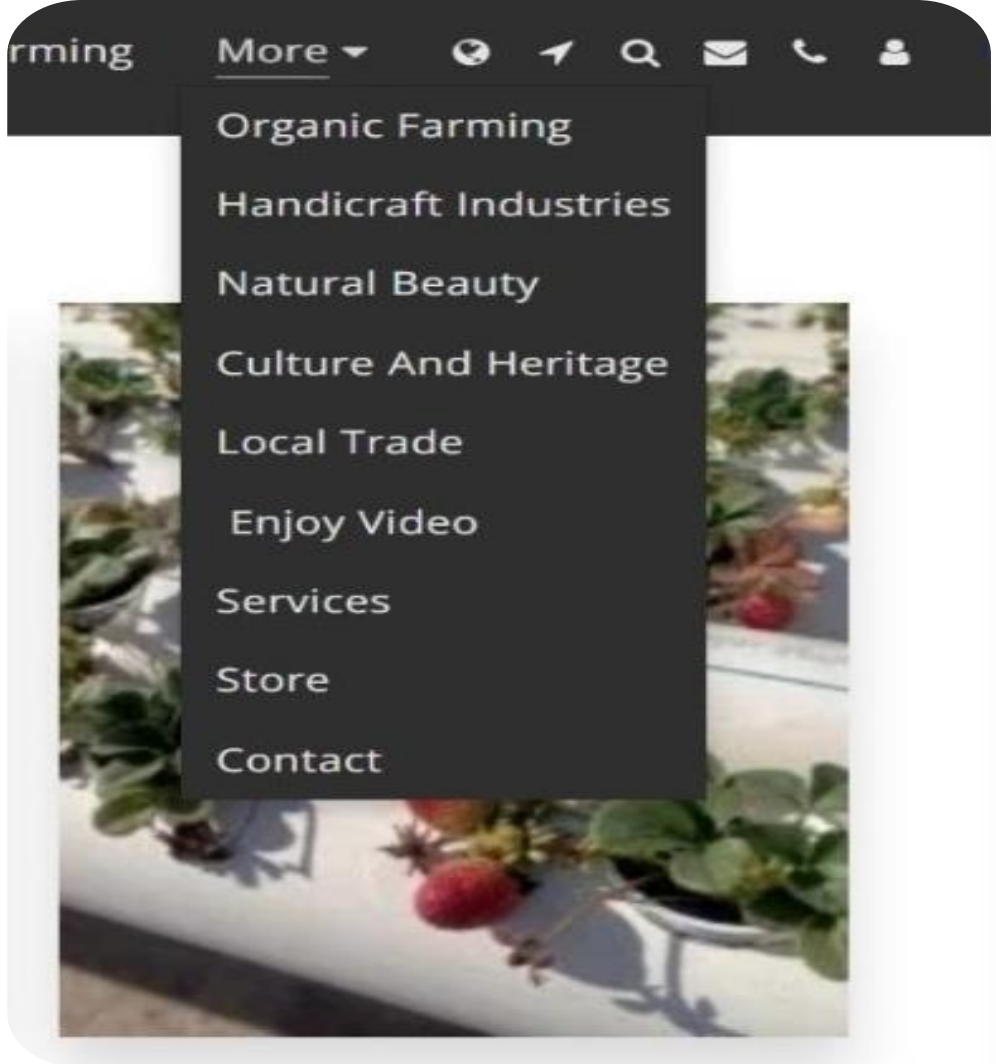 rming More
Organic Farming
Handicraft Industries
Natural Beauty
Culture And Heritage
Local Trade
Enjoy Video
Services
Store
Contact